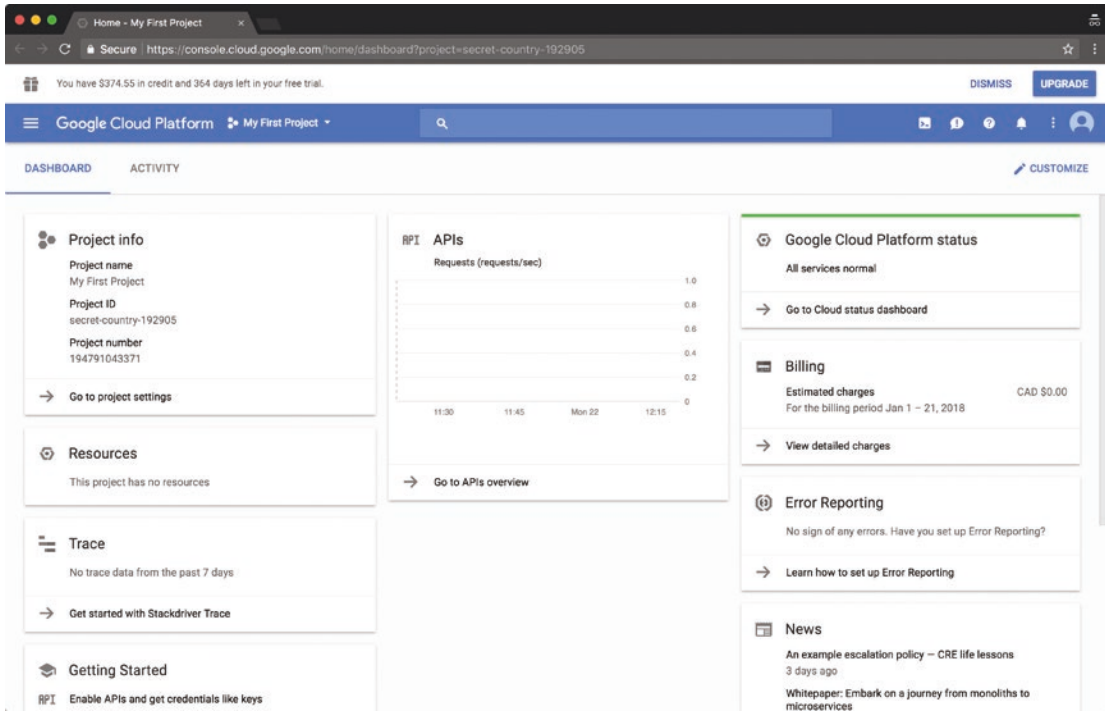 Home - My First Project
Secure https://console.cloud.google.com/home/dashboard?project=secret-country-192905
You have $374.55 in credit and 364 days left in your free trial.
DISMISS
UPGRADE
Google Cloud Platform
My First Project
DASHBOARD
ACTIVITY
CUSTOMIZE
Project info
Project name
My First Project
Project ID
secret-country-192905
Project number
194791043371
Go to project settings
Resources
This project has no resources
Trace
No trace data from the past 7 days
Get started with Stackdriver Trace
Getting Started
API Enable APIs and get credentials like keys
API APIs
Requests (requests/sec)
1.0
0.8
0.6
0.4
0.2
0
11:30 11:45 Mon 22 12:15
Go to APIs overview
Google Cloud Platform status
All services normal
Go to Cloud status dashboard
Billing
Estimated charges CAD $0.00
For the billing period Jan 1 – 21, 2018
View detailed charges
Error Reporting
No sign of any errors. Have you set up Error Reporting?
Learn how to set up Error Reporting
News
An example escalation policy — CRE life lessons
3 days ago
Whitepaper: Embark on a journey from monoliths to
microservices